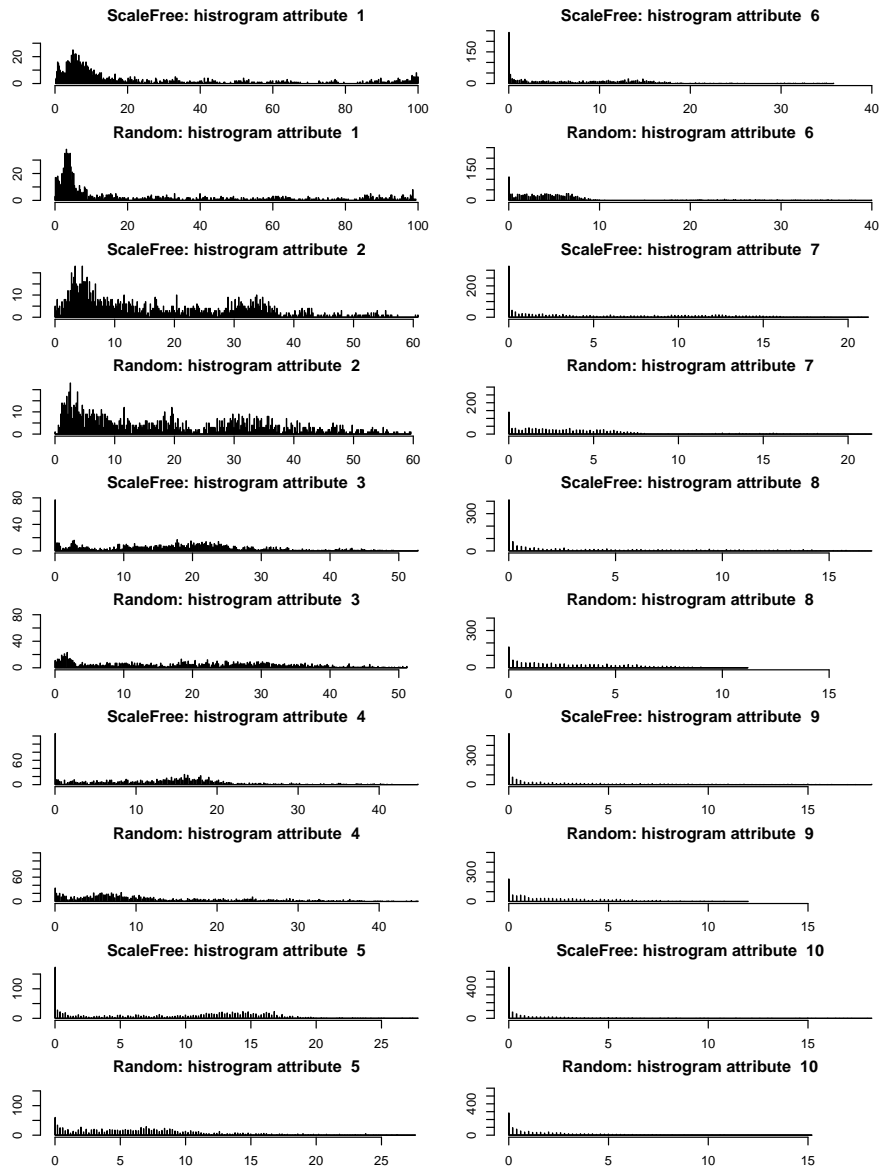 ScaleFree: histrogram attribute 1
20
0
0 20 40 60 80 100
Random: histrogram attribute 1
20
0
0 20 40 60 80 100
ScaleFree: histrogram attribute 2
10
0
0 10 20 30 40 50 60
Random: histrogram attribute 2
10
0
0 10 20 30 40 50 60
ScaleFree: histrogram attribute 3
80
40
0
0 10 20 30 40 50
Random: histrogram attribute 3
80
40
0
0 10 20 30 40 50
ScaleFree: histrogram attribute 4
60
0
0 10 20 30 40
Random: histrogram attribute 4
60
0
0 10 20 30 40
ScaleFree: histrogram attribute 5
100
0
0 5 10 15 20 25
Random: histrogram attribute 5
100
0
0 5 10 15 20 25
ScaleFree: histrogram attribute 6
150
0
0 10 20 30 40
Random: histrogram attribute 6
150
0
0 10 20 30 40
ScaleFree: histrogram attribute 7
200
0
0 5 10 15 20
Random: histrogram attribute 7
200
0
0 5 10 15 20
ScaleFree: histrogram attribute 8
300
0
0 5 10 15
Random: histrogram attribute 8
300
0
0 5 10 15
ScaleFree: histrogram attribute 9
300
0
0 5 10 15
Random: histrogram attribute 9
300
0
0 5 10 15
ScaleFree: histrogram attribute 10
400
0
0 5 10 15
Random: histrogram attribute 10
400
0
0 5 10 15